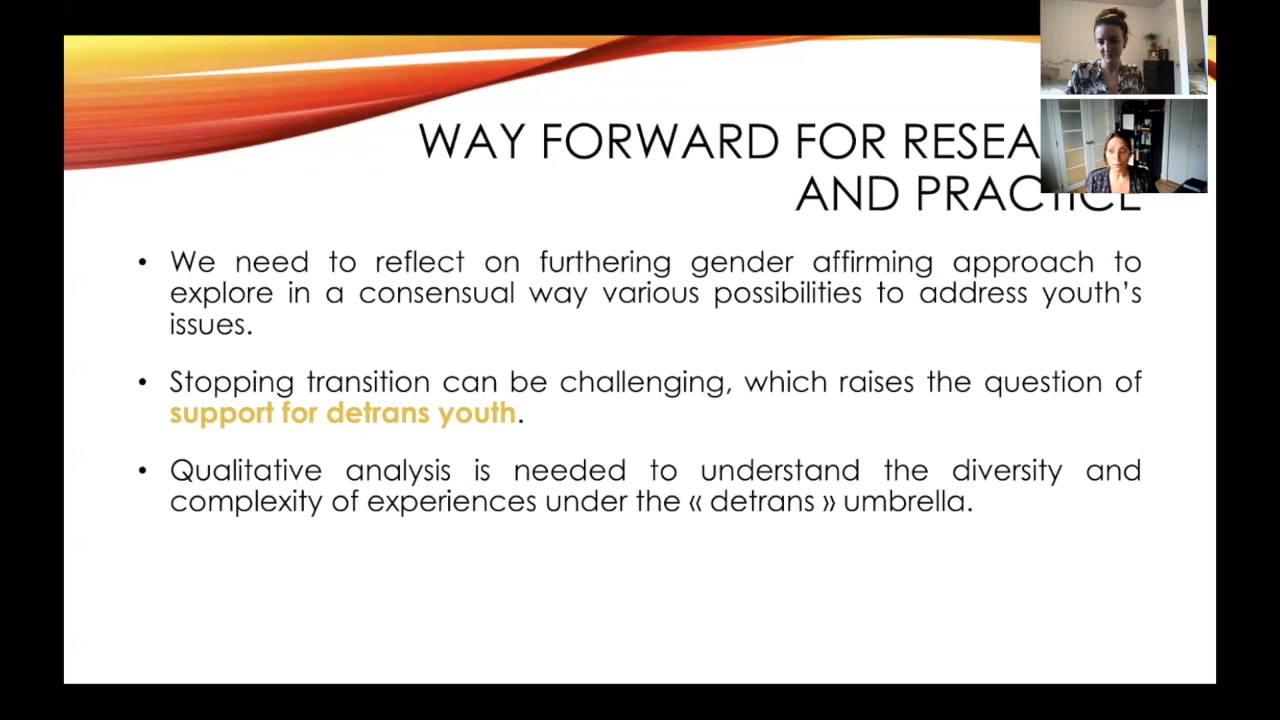 WAY FORWARD FOR
AND PRACTICE
• We need to reflect on furthering gender affirming approach to
explore in a consensual way various possibilities to address youth's
issues.
• Stopping transition can be challenging, which raises the question of
support for detrans youth.
• Qualitative analysis is needed to understand the diversity and
complexity of experiences under the « detrans » umbrella.